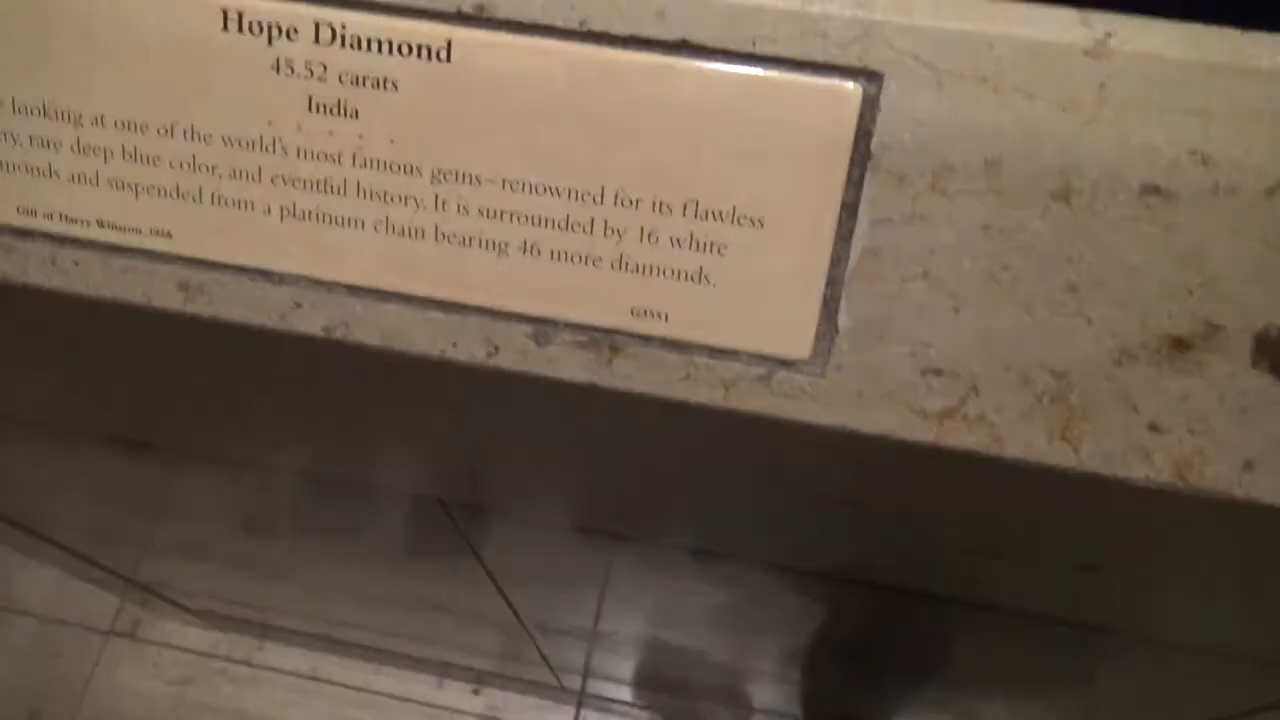 Hope Diamond
45.52 carats
India
looking at one of the world's most famous gems–renowned for its flawless
rare deep blue color, and eventful history. It is surrounded by 16 white
and suspended from a platinum chain bearing 46 more diamonds.
Gift of Harry Winston, 1958
G3551